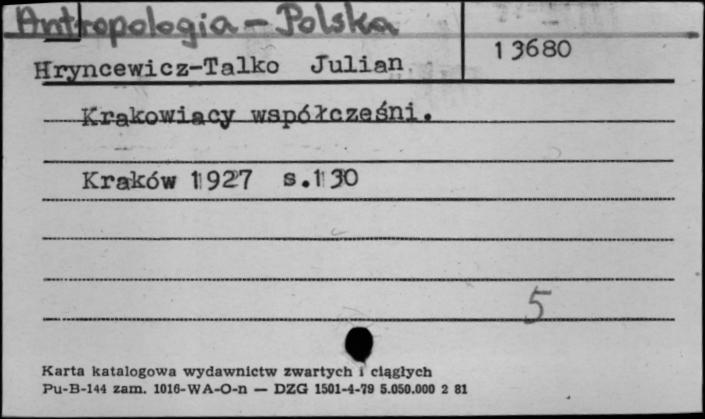 Antropologia - Polska
Hryncewicz-Talko Julian
13680
Krakowiacy współcześni.
Kraków 1927 s.130
5
Karta katalogowa wydawnictw zwartych i ciągłych
Pu-B-144 zam. 1016-WA-O-n — DZG 1501-4-79 5.050.000 2 81